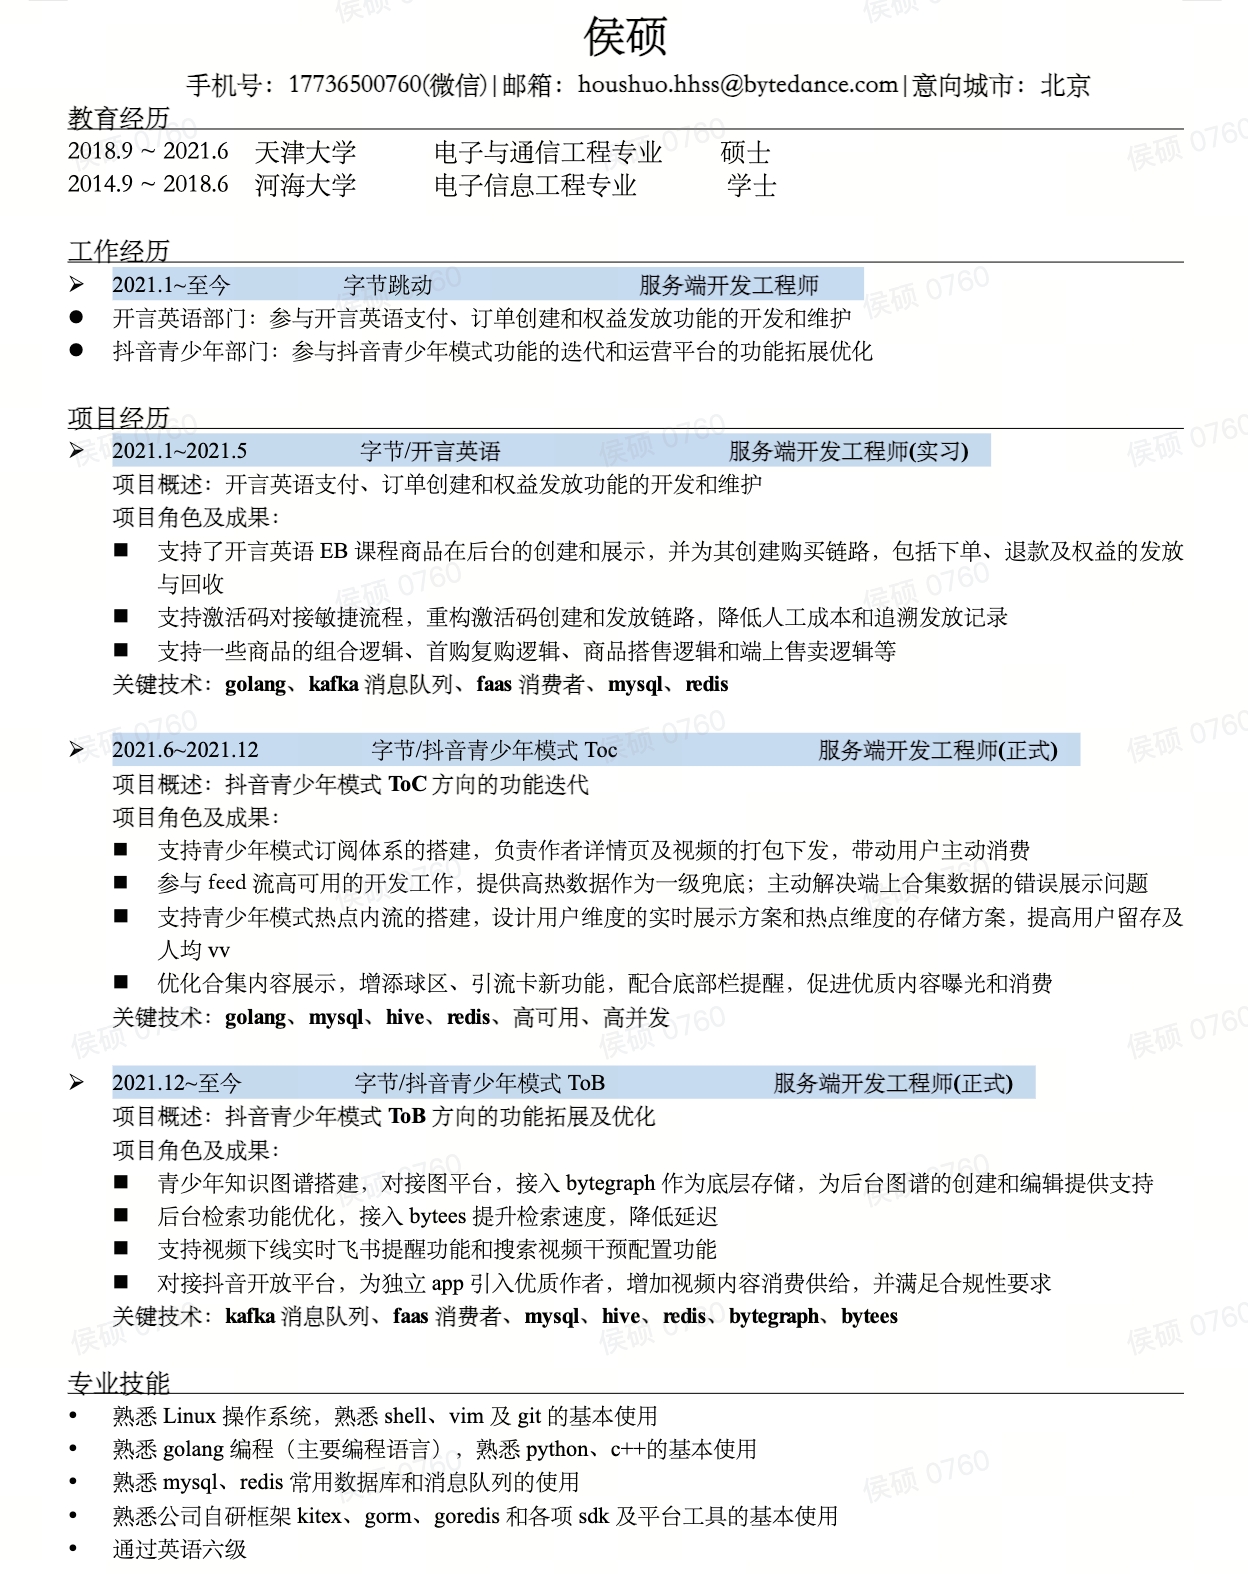 侯硕
手机号：17736500760(微信)|邮箱：houshuo.hhss@bytedance.com|意向城市：北京
教育经历
2018.9 ~ 2021.6 天津大学 电子与通信工程专业 硕士
2014.9 ~ 2018.6 河海大学 电子信息工程专业 学士
工作经历
➢ 2021.1~至今 字节跳动 服务端开发工程师
● 开言英语部门：参与开言英语支付、订单创建和权益发放功能的开发和维护
● 抖音青少年部门：参与抖音青少年模式功能的迭代和运营平台的功能拓展优化
项目经历
➢ 2021.1~2021.5 字节/开言英语 服务端开发工程师(实习)
项目概述：开言英语支付、订单创建和权益发放功能的开发和维护
项目角色及成果：
■ 支持了开言英语 EB 课程商品在后台的创建和展示，并为其创建购买链路，包括下单、退款及权益的发放
与回收
■ 支持激活码对接敏捷流程，重构激活码创建和发放链路，降低人工成本和追溯发放记录
■ 支持一些商品的组合逻辑、首购复购逻辑、商品搭售逻辑和端上售卖逻辑等
关键技术：golang、kafka 消息队列、faas 消费者、mysql、redis
➢ 2021.6~2021.12 字节/抖音青少年模式 Toc 服务端开发工程师(正式)
项目概述：抖音青少年模式 ToC 方向的功能迭代
项目角色及成果：
■ 支持青少年模式订阅体系的搭建，负责作者详情页及视频的打包下发，带动用户主动消费
■ 参与 feed 流高可用的开发工作，提供高热数据作为一级兜底；主动解决端上合集数据的错误展示问题
■ 支持青少年模式热点内流的搭建，设计用户维度的实时展示方案和热点维度的存储方案，提高用户留存及
人均 vv
■ 优化合集内容展示，增添球区、引流卡新功能，配合底部栏提醒，促进优质内容曝光和消费
关键技术：golang、mysql、hive、redis、高可用、高并发
➢ 2021.12~至今 字节/抖音青少年模式 ToB 服务端开发工程师(正式)
项目概述：抖音青少年模式 ToB 方向的功能拓展及优化
项目角色及成果：
■ 青少年知识图谱搭建，对接图平台，接入 bytegraph 作为底层存储，为后台图谱的创建和编辑提供支持
■ 后台检索功能优化，接入 bytees 提升检索速度，降低延迟
■ 支持视频下线实时飞书提醒功能和搜索视频干预配置功能
■ 对接抖音开放平台，为独立 app 引入优质作者，增加视频内容消费供给，并满足合规性要求
关键技术：kafka 消息队列、faas 消费者、mysql、hive、redis、bytegraph、bytees
专业技能
• 熟悉 Linux 操作系统，熟悉 shell、vim 及 git 的基本使用
• 熟悉 golang 编程（主要编程语言），熟悉 python、c++的基本使用
• 熟悉 mysql、redis 常用数据库和消息队列的使用
• 熟悉公司自研框架 kitex、gorm、goredis 和各项 sdk 及平台工具的基本使用
• 通过英语六级